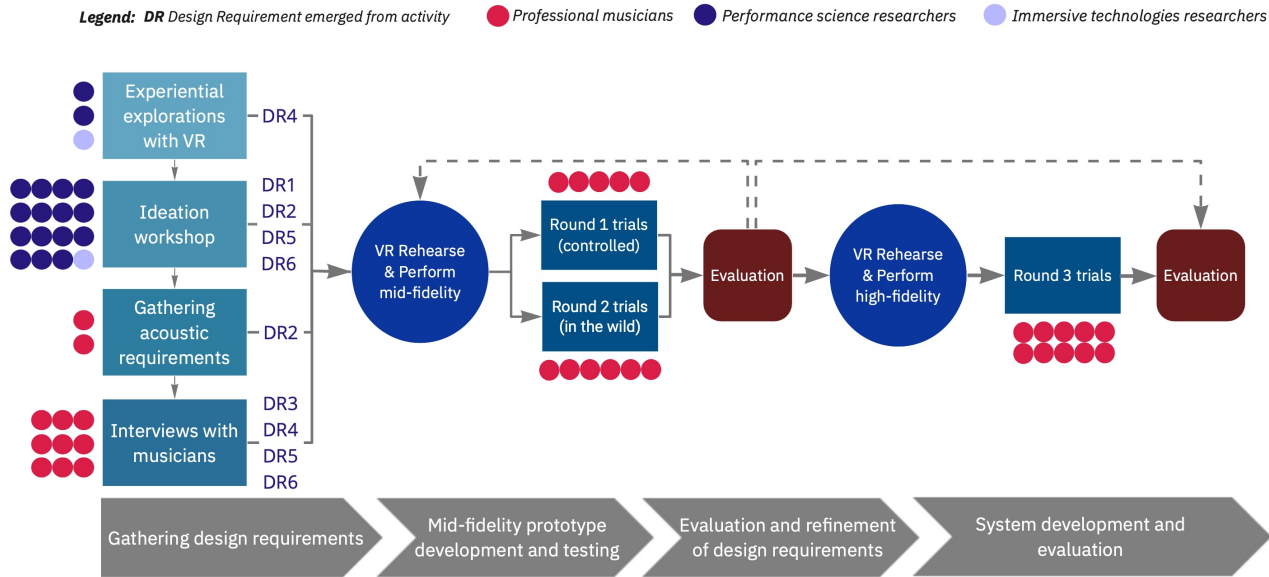 Legend: DR Design Requirement emerged from activity
Professional musicians
Performance science researchers
Immersive technologies researchers
Experiential
explorations
with VR
DR4
Ideation
workshop
DR1
DR2
DR5
DR6
Gathering
acoustic
requirements
DR2
Interviews with
musicians
DR3
DR4
DR5
DR6
VR Rehearse
& Perform
mid-fidelity
Round 1 trials
(controlled)
Round 2 trials
(in the wild)
Evaluation
VR Rehearse
& Perform
high-fidelity
Round 3 trials
Evaluation
Gathering design requirements
Mid-fidelity prototype
development and testing
Evaluation and refinement
of design requirements
System development and
evaluation